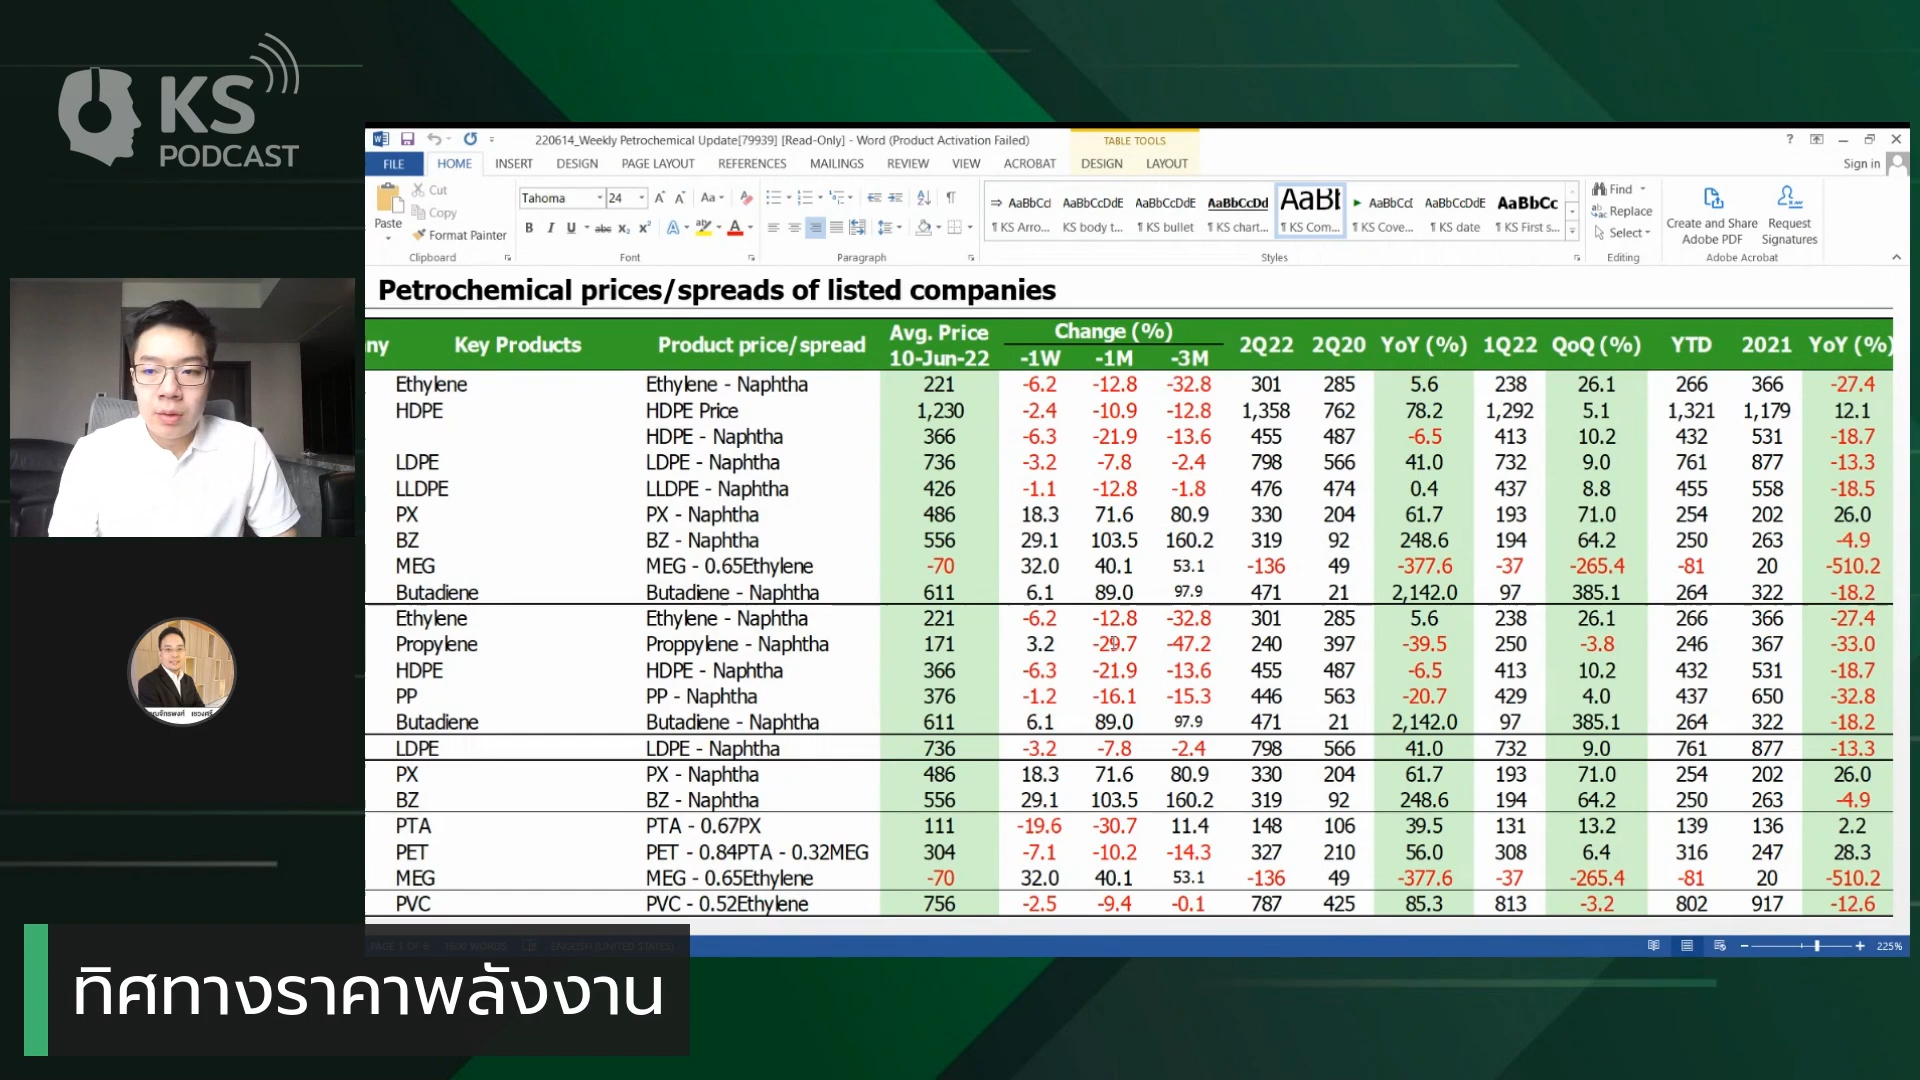 KS
PODCAST
220614_Weekly Petrochemical Update[79939] [Read-Only] - Word (Product Activation Failed)
TABLE TOOLS
?
FILE HOME INSERT DESIGN PAGE LAYOUT REFERENCES MAILINGS REVIEW VIEW ACROBAT DESIGN LAYOUT Sign in
Paste
Cut
Copy
Format Painter
Clipboard
Tahoma 24
Font
Paragraph
AaBbCcI AaBbCcDdE AaBbCcDdE AaBbCcDd AaBl AaBbCcI AaBbCcDdE AaBbCc
¶ KS Arro... ¶ KS body t... ¶ KS bullet ¶ KS chart... ¶ KS Com... ¶ KS Cove... ¶ KS date ¶ KS First s...
Styles
Find
Replace
Select
Editing
Create and Share Adobe PDF
Request Signatures
Adobe Acrobat
Petrochemical prices/spreads of listed companies
ny Key Products Product price/spread Avg. Price 10-Jun-22 Change (%) -1W -1M -3M 2Q22 2Q20 YoY (%) 1Q22 QoQ (%) YTD 2021 YoY (%)
Ethylene Ethylene - Naphtha 221 -6.2 -12.8 -32.8 301 285 5.6 238 26.1 266 366 -27.4
HDPE HDPE Price 1,230 -2.4 -10.9 -12.8 1,358 762 78.2 1,292 5.1 1,321 1,179 12.1
HDPE - Naphtha 366 -6.3 -21.9 -13.6 455 487 -6.5 413 10.2 432 531 -18.7
LDPE LDPE - Naphtha 736 -3.2 -7.8 -2.4 798 566 41.0 732 9.0 761 877 -13.3
LLDPE LLDPE - Naphtha 426 -1.1 -12.8 -1.8 476 474 0.4 437 8.8 455 558 -18.5
PX PX - Naphtha 486 18.3 71.6 80.9 330 204 61.7 193 71.0 254 202 26.0
BZ BZ - Naphtha 556 29.1 103.5 160.2 319 92 248.6 194 64.2 250 263 -4.9
MEG MEG - 0.65Ethylene -70 32.0 40.1 53.1 -136 49 -377.6 -37 -265.4 -81 20 -510.2
Butadiene Butadiene - Naphtha 611 6.1 89.0 97.9 471 21 2,142.0 97 385.1 264 322 -18.2
Ethylene Ethylene - Naphtha 221 -6.2 -12.8 -32.8 301 285 5.6 238 26.1 266 366 -27.4
Propylene Proppylene - Naphtha 171 3.2 -29.7 -47.2 240 397 -39.5 250 -3.8 246 367 -33.0
HDPE HDPE - Naphtha 366 -6.3 -21.9 -13.6 455 487 -6.5 413 10.2 432 531 -18.7
PP PP - Naphtha 376 -1.2 -16.1 -15.3 446 563 -20.7 429 4.0 437 650 -32.8
Butadiene Butadiene - Naphtha 611 6.1 89.0 97.9 471 21 2,142.0 97 385.1 264 322 -18.2
LDPE LDPE - Naphtha 736 -3.2 -7.8 -2.4 798 566 41.0 732 9.0 761 877 -13.3
PX PX - Naphtha 486 18.3 71.6 80.9 330 204 61.7 193 71.0 254 202 26.0
BZ BZ - Naphtha 556 29.1 103.5 160.2 319 92 248.6 194 64.2 250 263 -4.9
PTA PTA - 0.67PX 111 -19.6 -30.7 11.4 148 106 39.5 131 13.2 139 136 2.2
PET PET - 0.84PTA - 0.32MEG 304 -7.1 -10.2 -14.3 327 210 56.0 308 6.4 316 247 28.3
MEG MEG - 0.65Ethylene -70 32.0 40.1 53.1 -136 49 -377.6 -37 -265.4 -81 20 -510.2
PVC PVC - 0.52Ethylene 756 -2.5 -9.4 -0.1 787 425 85.3 813 -3.2 802 917 -12.6
ENGLISH (UNITED STATES)
225%
ทิศทางราคาพลังงาน